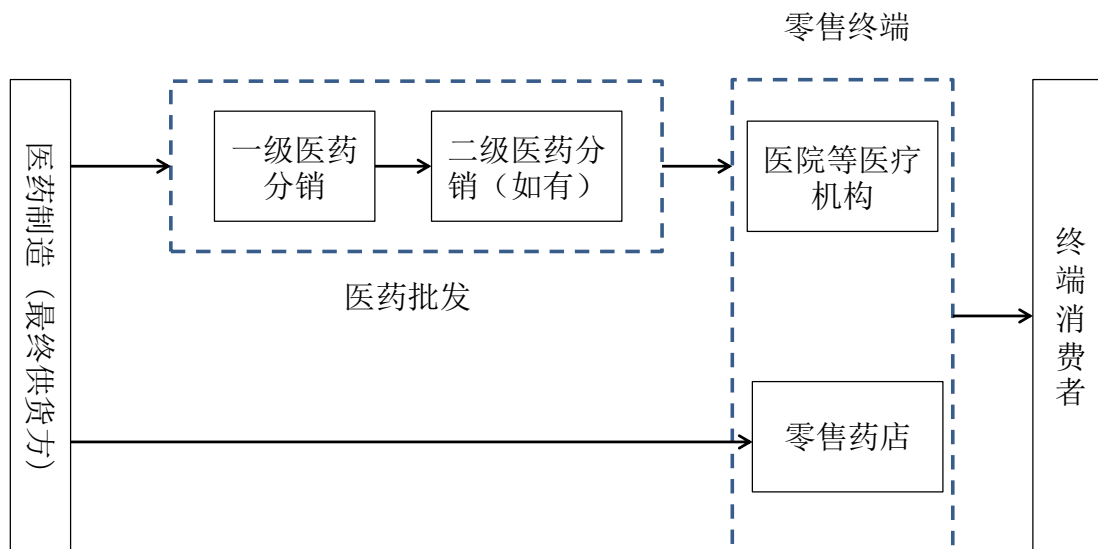 零售终端
医药制造（最终供货方）
一级医药
分销
二级医药分
销（如有）
医院等医疗
机构
医药批发
零售药店
终端消费者